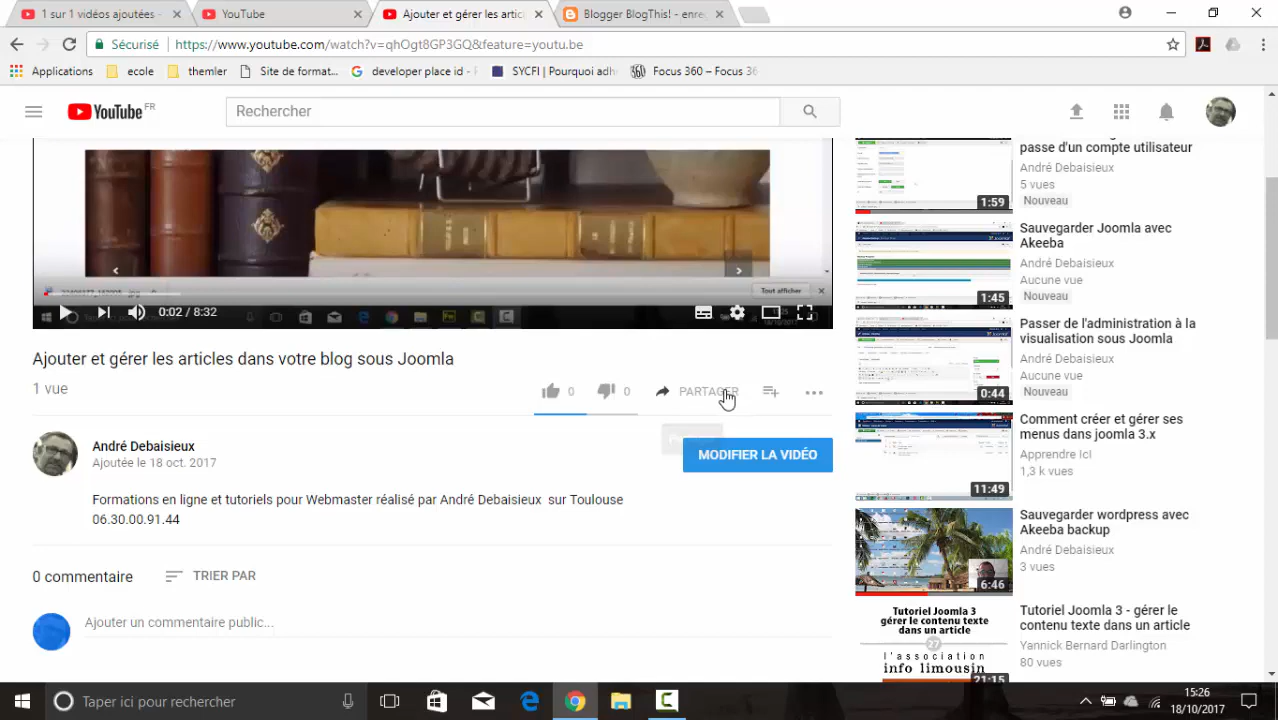 1 sur 1 vidéos ajoutées -
YouTube
Ajouter et gérer les artic
Blogger BlogThis! - enre
Sécurisé
https://www.youtube.com/watch?v=qhOgt8GP3GQ&feature=youtu.be
Applications
ecole
themler
Site de format...
developer place id -
SYCFI | Pourquoi adh
Focus 360 – Focus 36
YouTube FR
Rechercher
Tout afficher
0:02 / 8:32
Ajouter et gérer les articles dans votre blog sous Joomla
1 vue
0
0
PARTAGER
André Debaisieux
Ajoutée le 18 oct. 2017
MODIFIER LA VIDÉO
Formations en ligne et tutoriels sur Webmaster réalisé par André Debaisieux sur Toulouse
06.30.00.91.44
0 commentaire
TRIER PAR
Ajouter un commentaire public...
1:59
passe d'un compte utilisateur
André Debaisieux
5 vues
Nouveau
1:45
Sauvegarder Joomla avec
Akeeba
André Debaisieux
Aucune vue
Nouveau
0:44
Passer de l'administration à la
visualisation sous Joomla
André Debaisieux
Aucune vue
Nouveau
11:49
Comment créer et gérer ses
menus dans joomla 3.x
Apprendre Ici
1,3 k vues
6:46
Sauvegarder wordpress avec
Akeeba backup
André Debaisieux
3 vues
Tutoriel Joomla 3
gérer le contenu texte
dans un article
27
l'association
info limousin
21:15
Tutoriel Joomla 3 - gérer le
contenu texte dans un article
Yannick Bernard Darlington
80 vues
Taper ici pour rechercher
15:26
18/10/2017